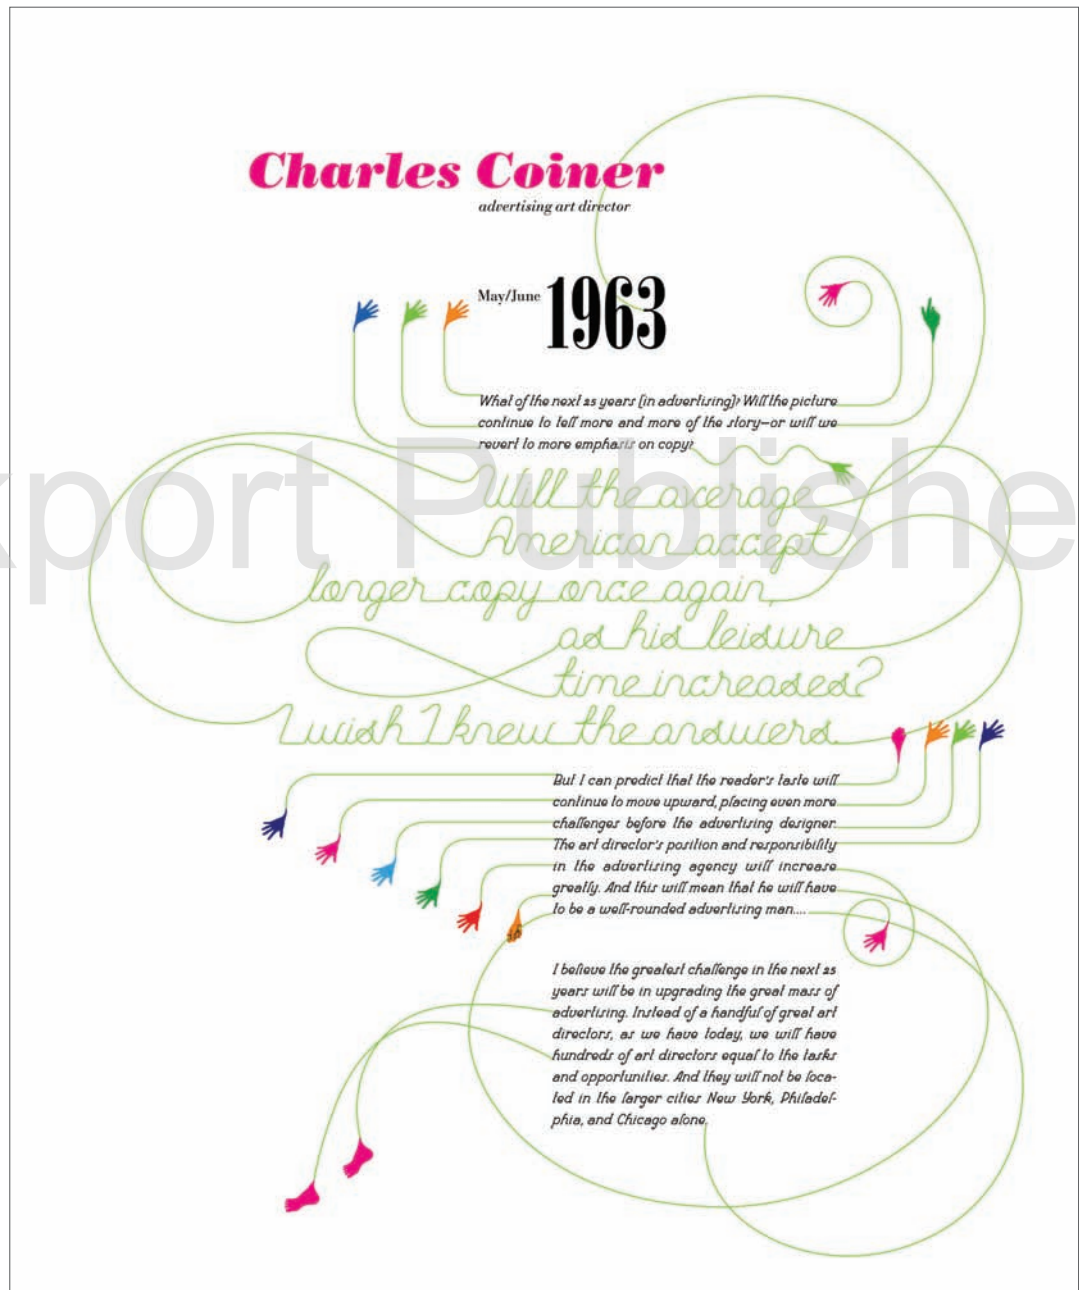 Charles Coiner
advertising art director
May/June 1963
What of the next 25 years (in advertising)? Will the picture
continue to tell more and more of the story—or will we
revert to more emphasis on copy?
Will the average
American accept
longer copy once again,
as his leisure
time increases?
I wish I knew the answers.
But I can predict that the reader's taste will
continue to move upward, placing even more
challenges before the advertising designer.
The art director's position and responsibility
in the advertising agency will increase
greatly. And this will mean that he will have
to be a well-rounded advertising man....
I believe the greatest challenge in the next 25
years will be in upgrading the great mass of
advertising. Instead of a handful of great art
directors, as we have today, we will have
hundreds of art directors equal to the tasks
and opportunities. And they will not be loca-
ted in the larger cities New York, Philadel-
phia, and Chicago alone.
xport Publishe